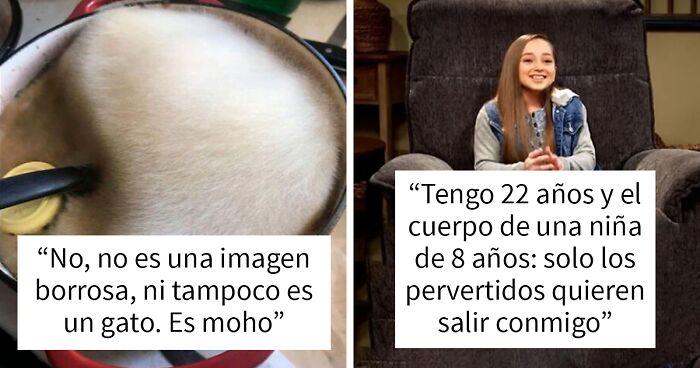 “No, no es una imagen
borrosa, ni tampoco es
un gato. Es moho”
“Tengo 22 años y el
cuerpo de una niña
de 8 años: solo los
pervertidos quieren
salir conmigo”